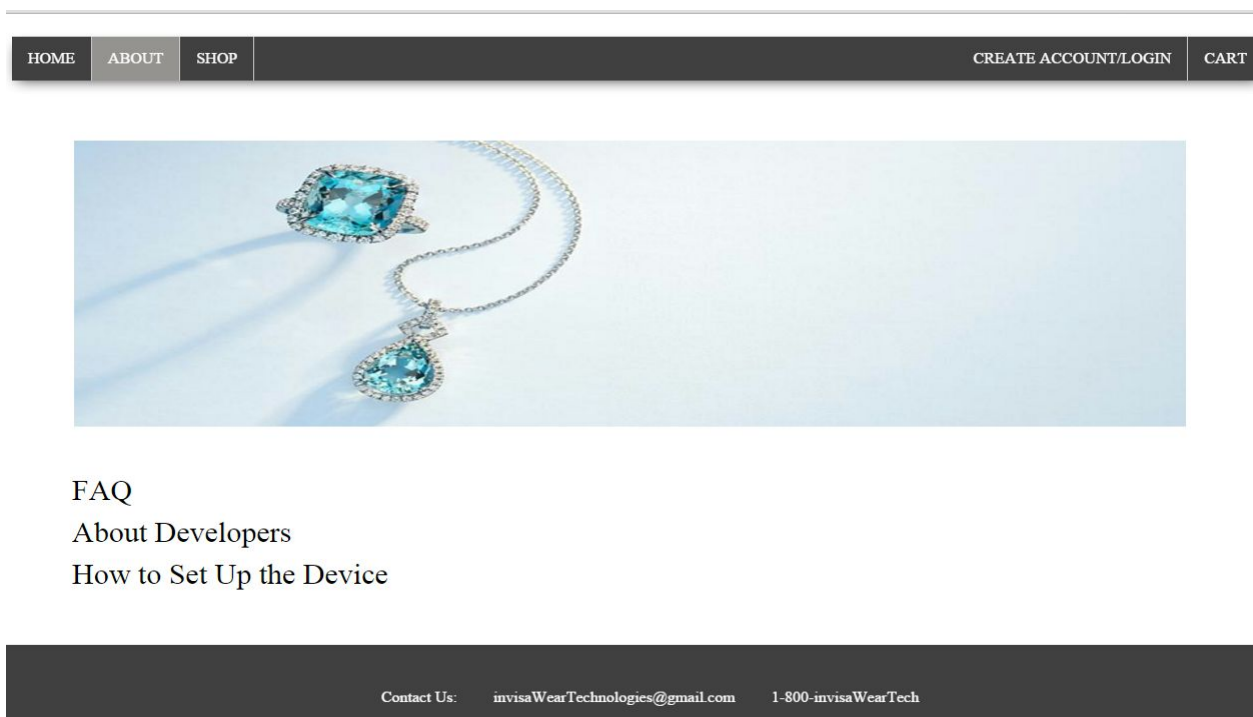 HOME ABOUT SHOP CREATE ACCOUNT/LOGIN CART
FAQ
About Developers
How to Set Up the Device
Contact Us: invisaWearTechnologies@gmail.com 1-800-invisaWearTech